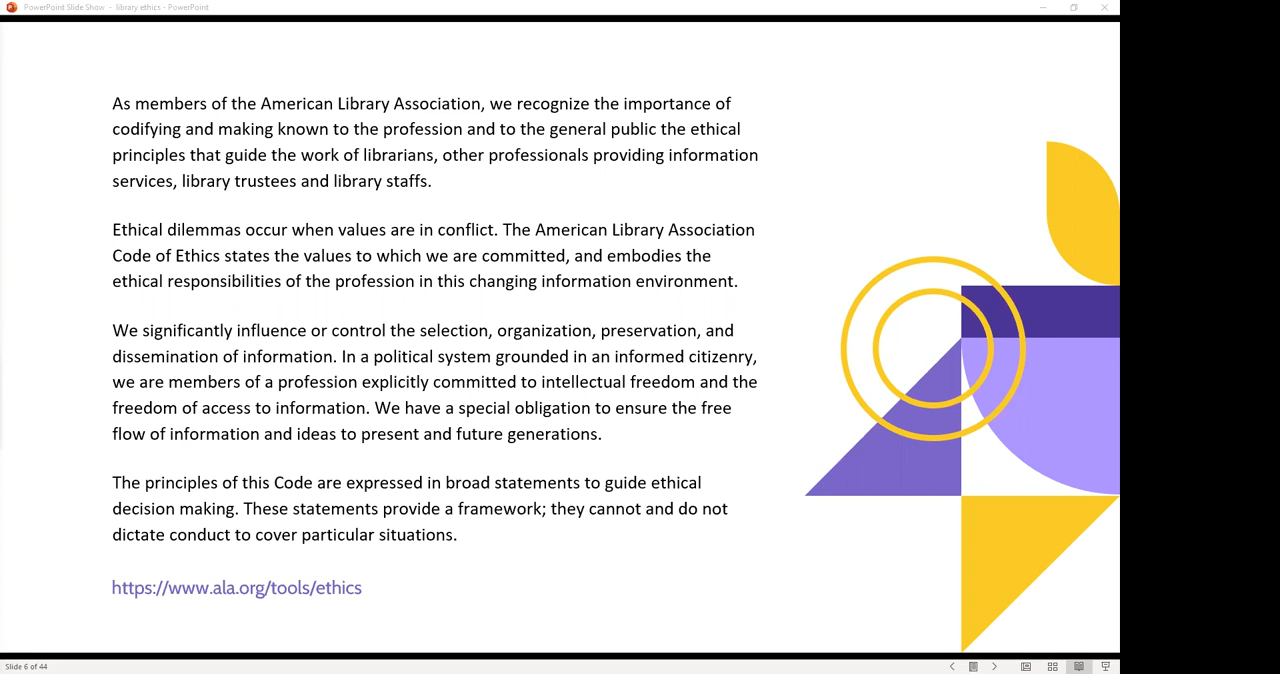 PowerPoint Slide Show - library ethics - PowerPoint
As members of the American Library Association, we recognize the importance of
codifying and making known to the profession and to the general public the ethical
principles that guide the work of librarians, other professionals providing information
services, library trustees and library staffs.
Ethical dilemmas occur when values are in conflict. The American Library Association
Code of Ethics states the values to which we are committed, and embodies the
ethical responsibilities of the profession in this changing information environment.
We significantly influence or control the selection, organization, preservation, and
dissemination of information. In a political system grounded in an informed citizenry,
we are members of a profession explicitly committed to intellectual freedom and the
freedom of access to information. We have a special obligation to ensure the free
flow of information and ideas to present and future generations.
The principles of this Code are expressed in broad statements to guide ethical
decision making. These statements provide a framework; they cannot and do not
dictate conduct to cover particular situations.
https://www.ala.org/tools/ethics
Slide 6 of 44